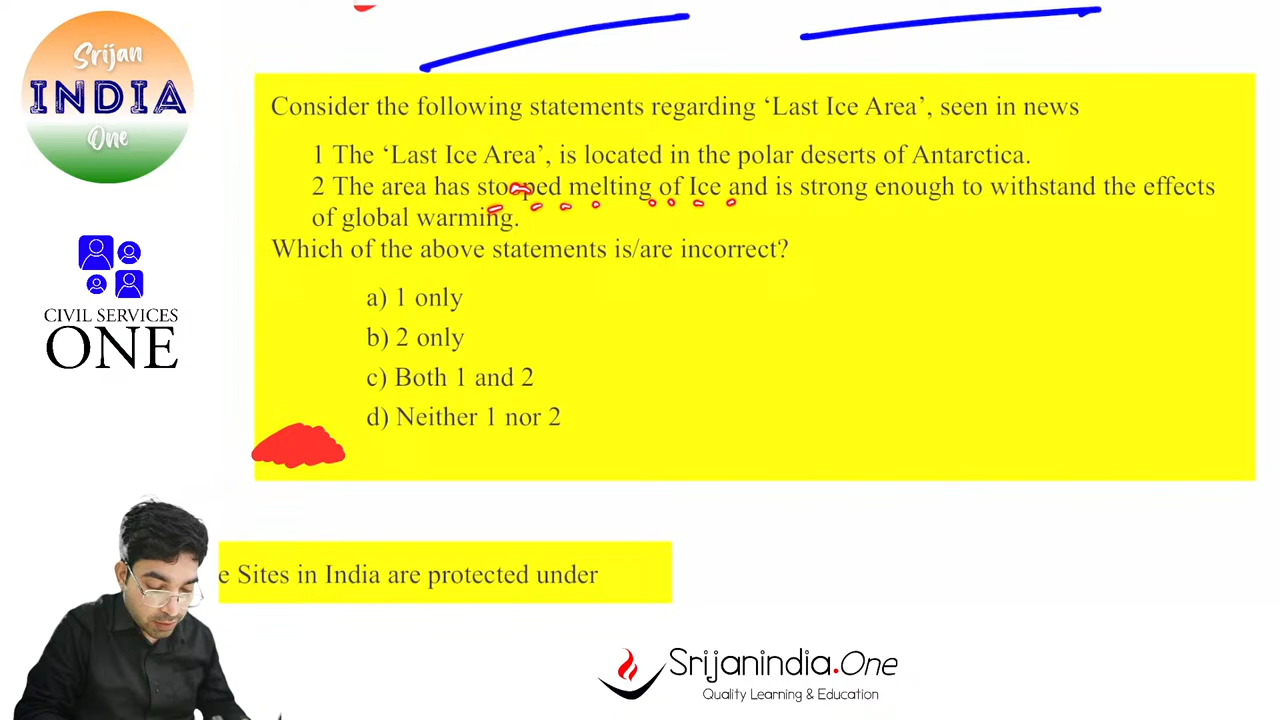 Srijan
INDIA
One
Consider the following statements regarding ‘Last Ice Area’, seen in news
1 The ‘Last Ice Area’, is located in the polar deserts of Antarctica.
2 The area has stopped melting of Ice and is strong enough to withstand the effects
of global warming.
Which of the above statements is/are incorrect?
a) 1 only
b) 2 only
c) Both 1 and 2
d) Neither 1 nor 2
CIVIL SERVICES
ONE
e Sites in India are protected under
Srijanindia.One
Quality Learning & Education